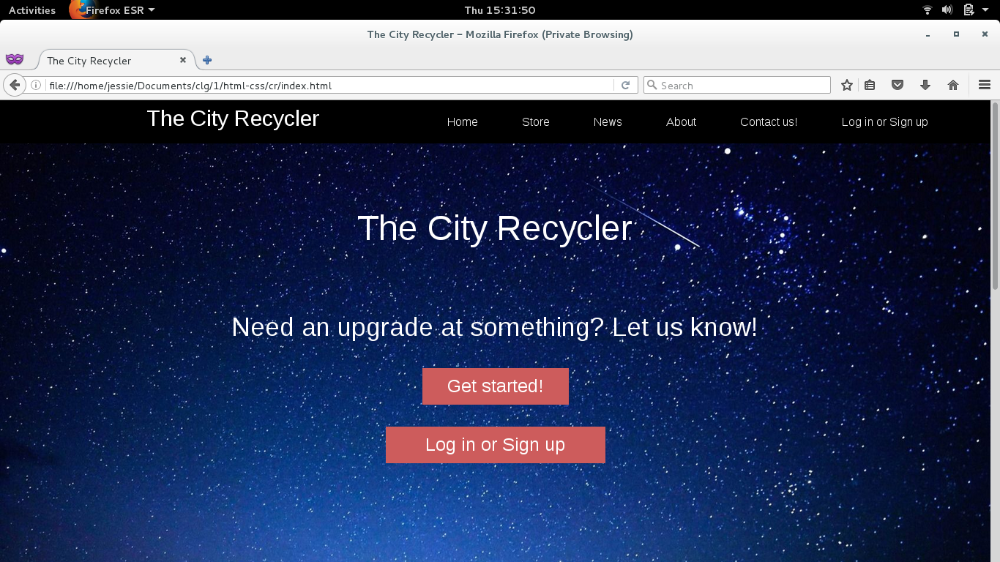 Activities Firefox ESR Thu 15:31:50
The City Recycler – Mozilla Firefox (Private Browsing)
The City Recycler
file:///home/jessie/Documents/clg/1/html-css/cr/index.html Search
The City Recycler Home Store News About Contact us! Log in or Sign up
The City Recycler
Need an upgrade at something? Let us know!
Get started!
Log in or Sign up